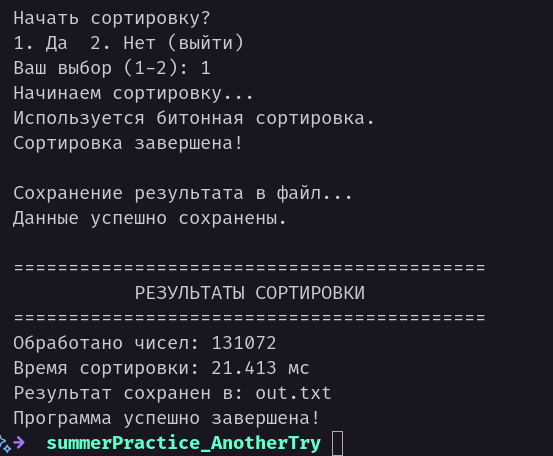 Начать сортировку?
1. Да  2. Нет (выйти)
Ваш выбор (1-2): 1
Начинаем сортировку...
Используется битонная сортировка.
Сортировка завершена!
Сохранение результата в файл...
Данные успешно сохранены.
===========================================
РЕЗУЛЬТАТЫ СОРТИРОВКИ
===========================================
Обработано чисел: 131072
Время сортировки: 21.413 мс
Результат сохранен в: out.txt
Программа успешно завершена!
➜ summerPractice_AnotherTry